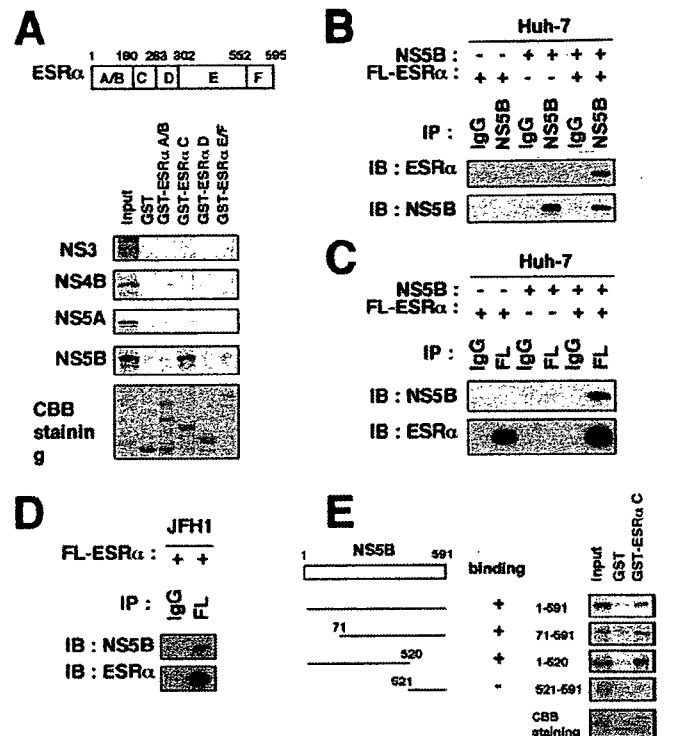 A
1 180 263 302 552 595
ESRα A/B C D E F
Input GST GST-ESRα A/B GST-ESRα C GST-ESRα D GST-ESRα E/F
NS3
NS4B
NS5A
NS5B
CBB
stainin
g
B
Huh-7
NS5B : - - + + + +
FL-ESRα : + + - - + +
IP : IgG NS5B IgG NS5B IgG NS5B
IB : ESRα
IB : NS5B
C
Huh-7
NS5B : - - + + + +
FL-ESRα : + + - - + +
IP : IgG FL IgG FL IgG FL
IB : NS5B
IB : ESRα
D
JFH1
FL-ESRα : + +
IP : IgG FL
IB : NS5B
IB : ESRα
E
1 NS5B 591
binding
Input GST GST-ESRα C
+ 1-591
71 + 71-591
520 + 1-520
521 - 521-591
CBB
staining